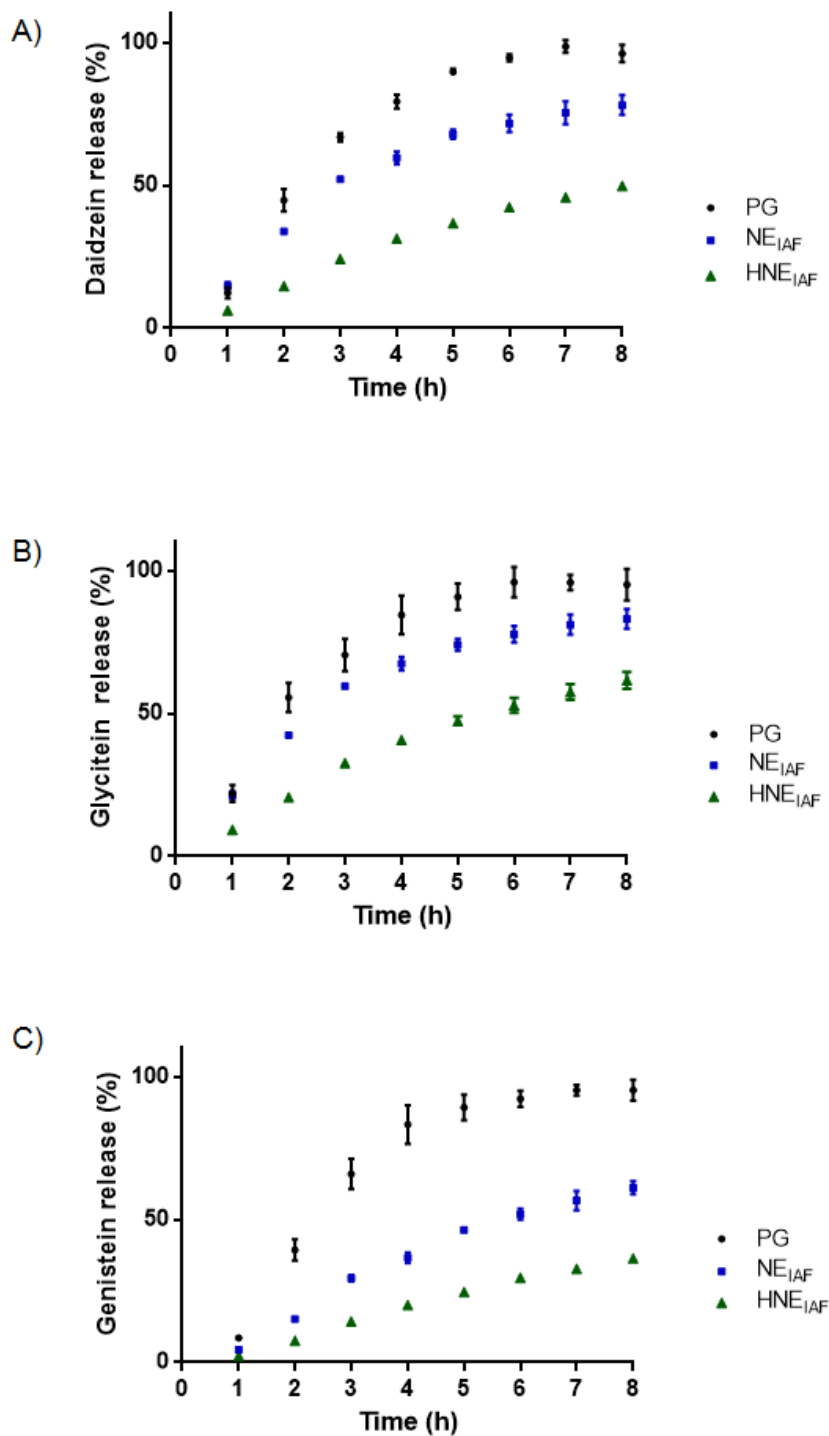 A)
Daidzein release (%)
100
50
0
0 1 2 3 4 5 6 7 8
Time (h)
PG
NEIAF
HNEIAF
B)
Glycitein release (%)
100
50
0
0 1 2 3 4 5 6 7 8
Time (h)
PG
NEIAF
HNEIAF
C)
Genistein release (%)
100
50
0
0 1 2 3 4 5 6 7 8
Time (h)
PG
NEIAF
HNEIAF